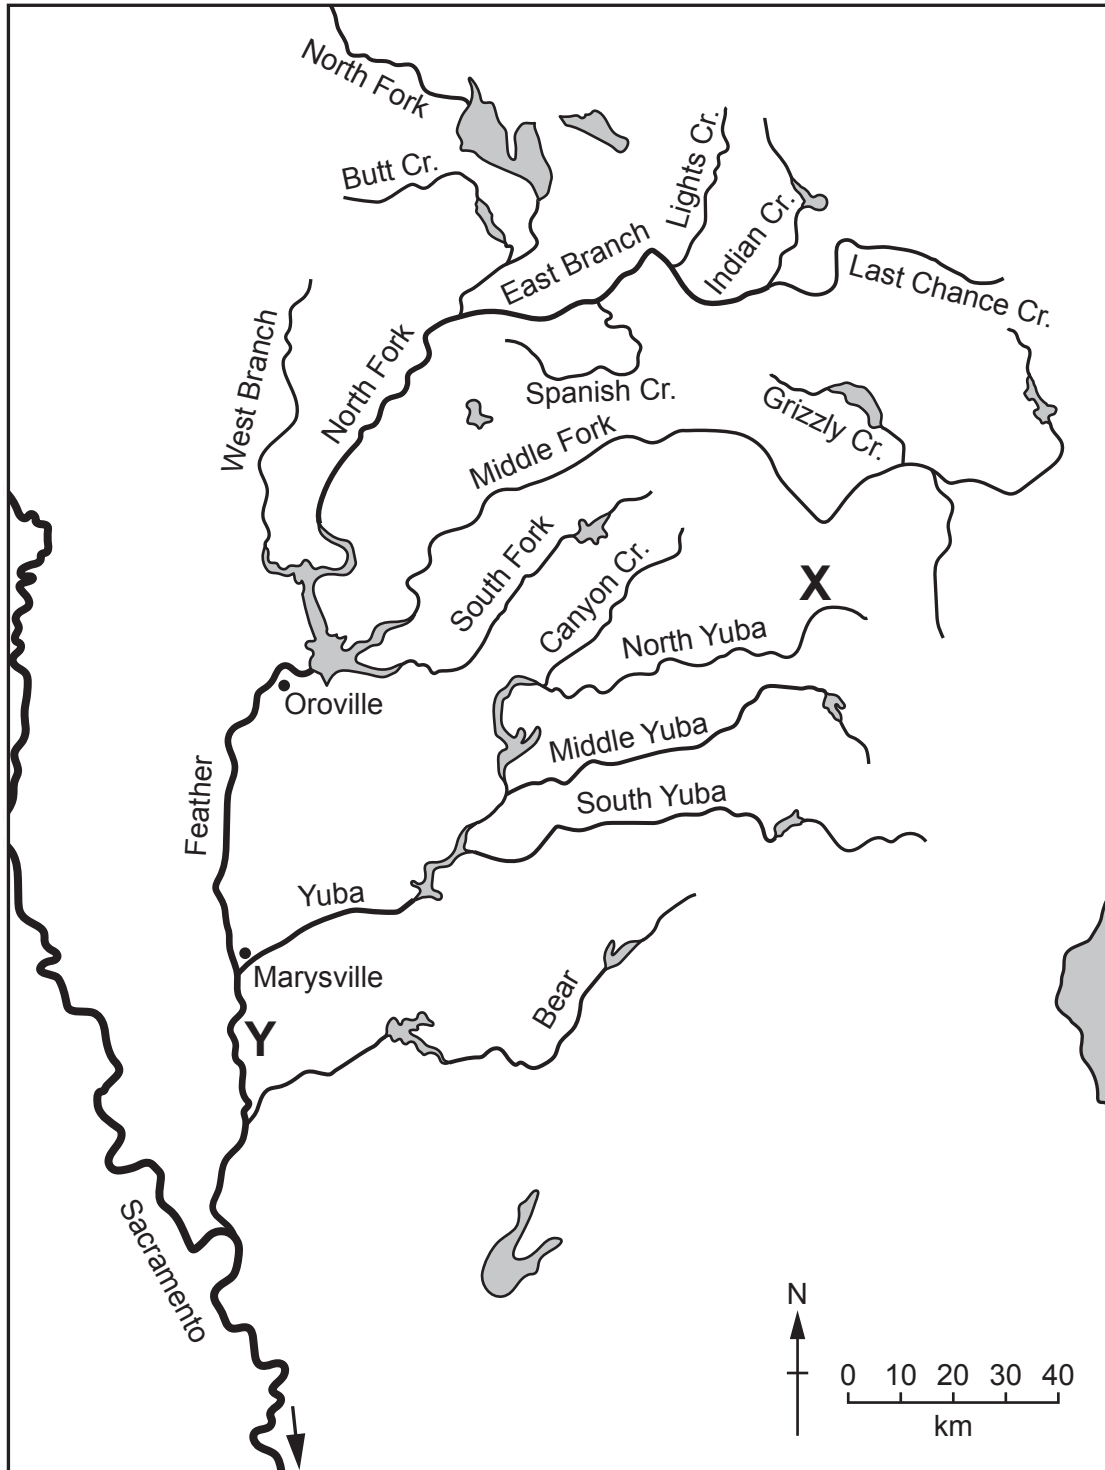 North Fork
Butt Cr.
Lights Cr.
Indian Cr.
East Branch
Last Chance Cr.
West Branch
North Fork
Spanish Cr.
Grizzly Cr.
Middle Fork
South Fork
Canyon Cr.
X
North Yuba
Oroville
Middle Yuba
Feather
South Yuba
Yuba
Marysville
Bear
Y
Sacramento
N
0 10 20 30 40
km